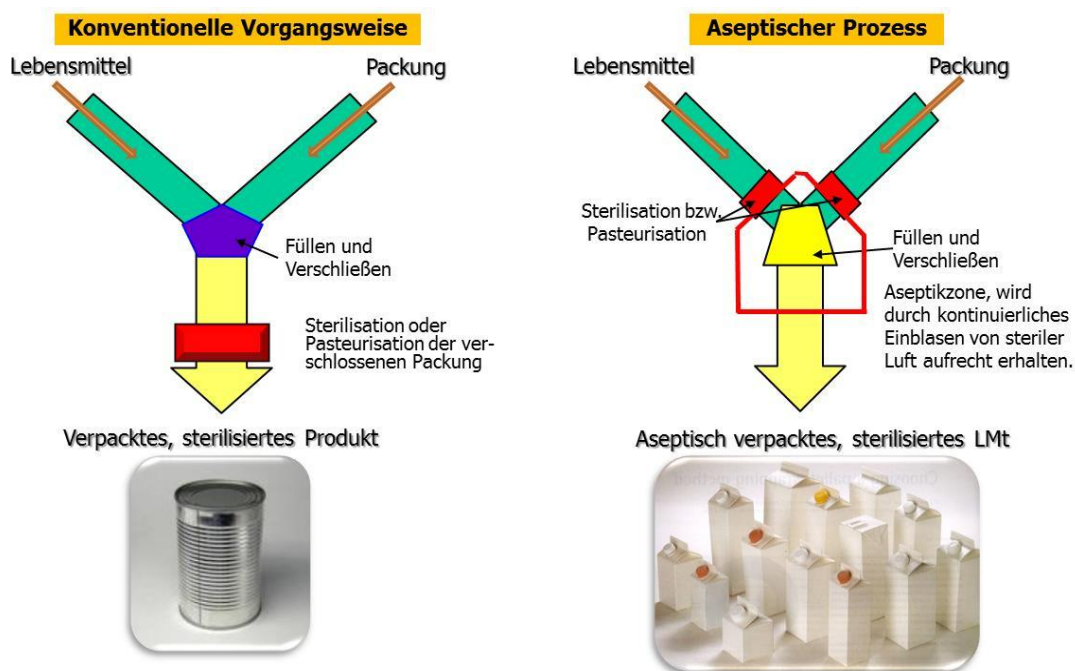 Konventionelle Vorgangsweise
Lebensmittel
Packung
Füllen und
Verschließen
Sterilisation oder
Pasteurisation der ver-
schlossenen Packung
Verpacktes, sterilisiertes Produkt
Aseptischer Prozess
Lebensmittel
Packung
Sterilisation bzw.
Pasteurisation
Füllen und
Verschließen
Aseptikzone, wird
durch kontinuierliches
Einblasen von steriler
Luft aufrecht erhalten.
Aseptisch verpacktes, sterilisiertes LMt